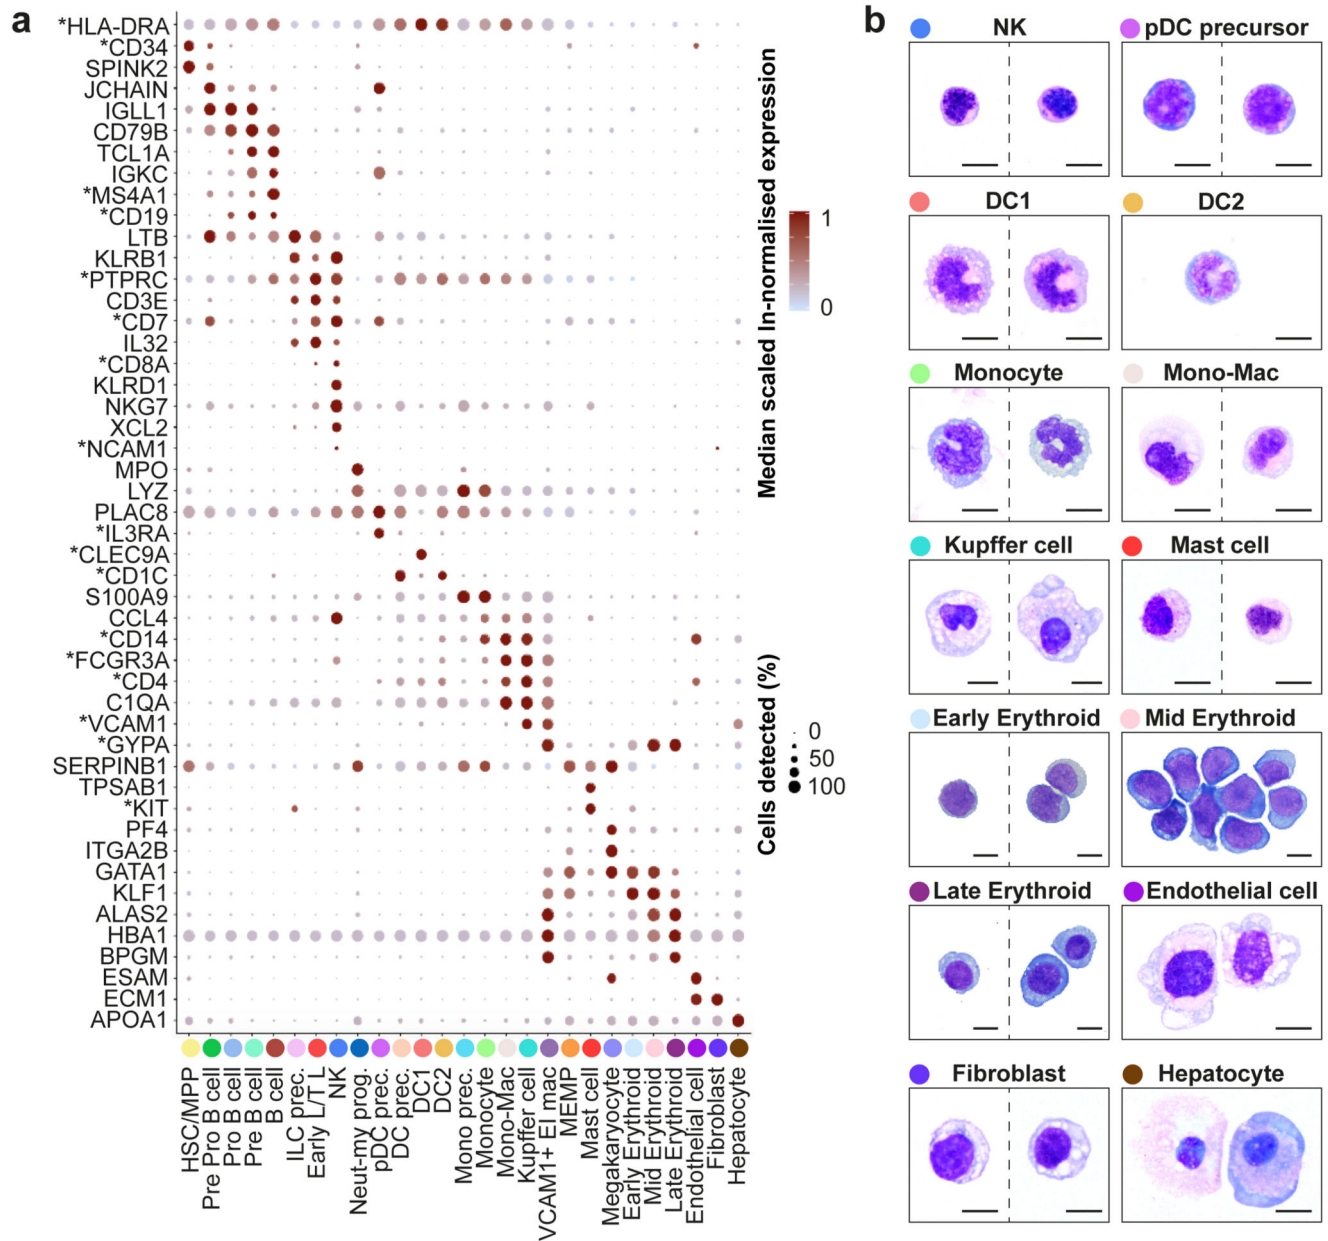 a
*HLA-DRA
*CD34
SPINK2
JCHAIN
IGLL1
CD79B
TCL1A
IGKC
*MS4A1
*CD19
LTB
KLRB1
*PTPRC
CD3E
*CD7
IL32
*CD8A
KLRD1
NKG7
XCL2
*NCAM1
MPO
LYZ
PLAC8
*IL3RA
*CLEC9A
*CD1C
S100A9
CCL4
*CD14
*FCGR3A
*CD4
C1QA
*VCAM1
*GYPA
SERPINB1
TPSAB1
*KIT
PF4
ITGA2B
GATA1
KLF1
ALAS2
HBA1
BPGM
ESAM
ECM1
APOA1
HSC/MPP
Pre Pro B cell
Pro B cell
Pre B cell
B cell
ILC prec.
Early L/T L
NK
Neut-my prog.
pDC prec.
DC prec.
DC1
DC2
Mono prec.
Monocyte
Mono-Mac
Kupffer cell
VCAM1+ EI mac
MEMP
Mast cell
Megakaryocyte
Early Erythroid
Mid Erythroid
Late Erythroid
Endothelial cell
Fibroblast
Hepatocyte
Median scaled ln-normalised expression
1
0
Cells detected (%)
0
50
100
b
NK
pDC precursor
DC1
DC2
Monocyte
Mono-Mac
Kupffer cell
Mast cell
Early Erythroid
Mid Erythroid
Late Erythroid
Endothelial cell
Fibroblast
Hepatocyte